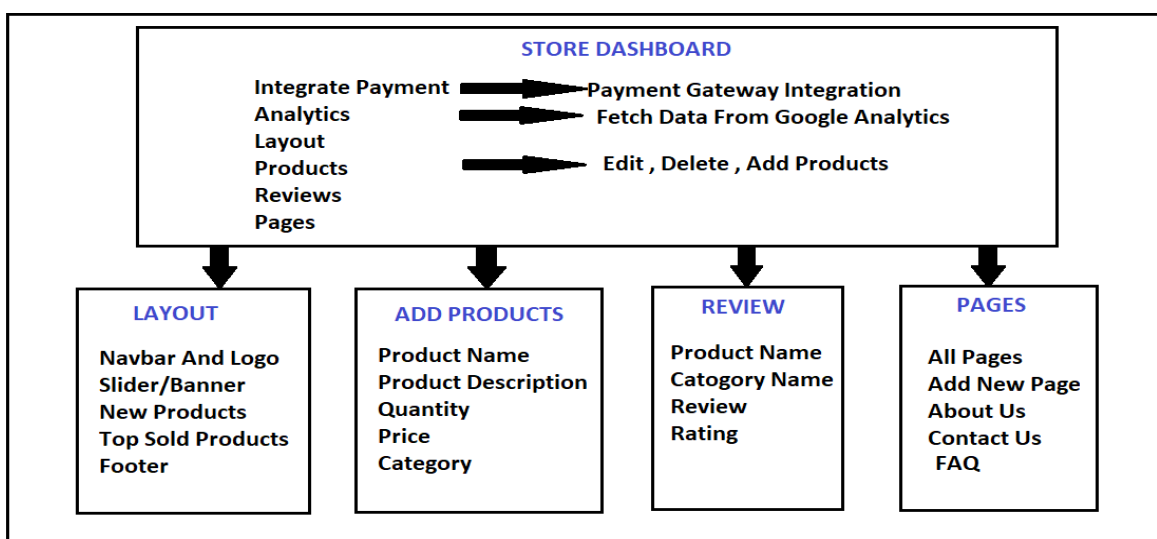 STORE DASHBOARD
Integrate Payment Payment Gateway Integration
Analytics Fetch Data From Google Analytics
Layout
Products Edit , Delete , Add Products
Reviews
Pages
LAYOUT
Navbar And Logo
Slider/Banner
New Products
Top Sold Products
Footer
ADD PRODUCTS
Product Name
Product Description
Quantity
Price
Category
REVIEW
Product Name
Catogory Name
Review
Rating
PAGES
All Pages
Add New Page
About Us
Contact Us
FAQ